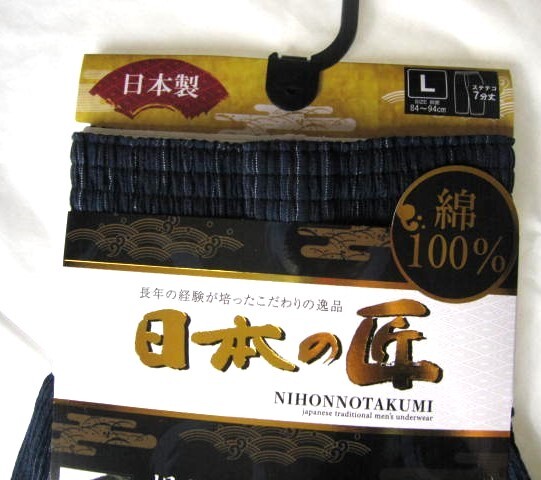 日本製
L
SIZE 胴囲
84～94cm
ステテコ
7分丈
綿
100%
長年の経験が培ったこだわりの逸品
日本の匠
NIHONNOTAKUMI
japanese traditional men's underwear